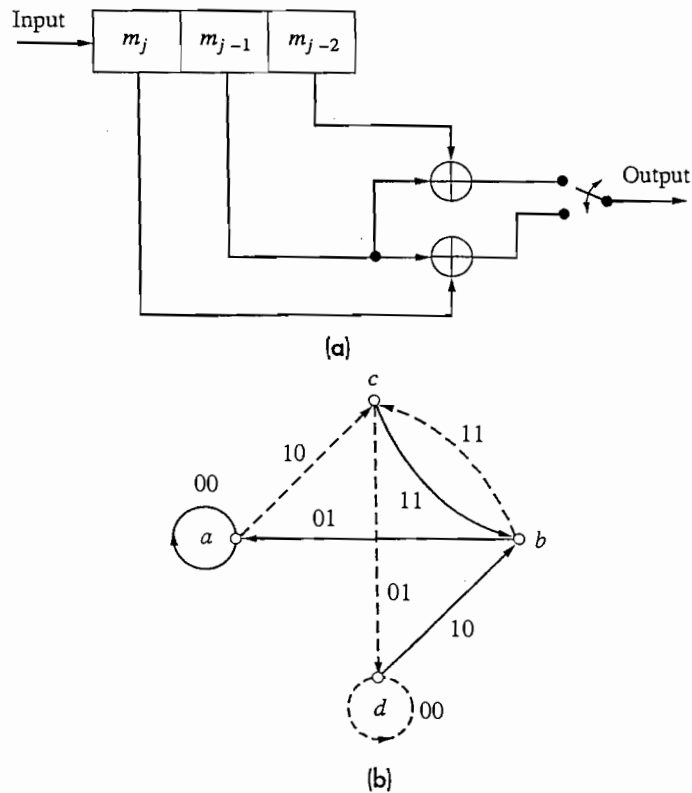 Input
m_j m_{j-1} m_{j-2}
Output
(a)
c
10
11
00
11
a
01
b
01
10
d
00
(b)